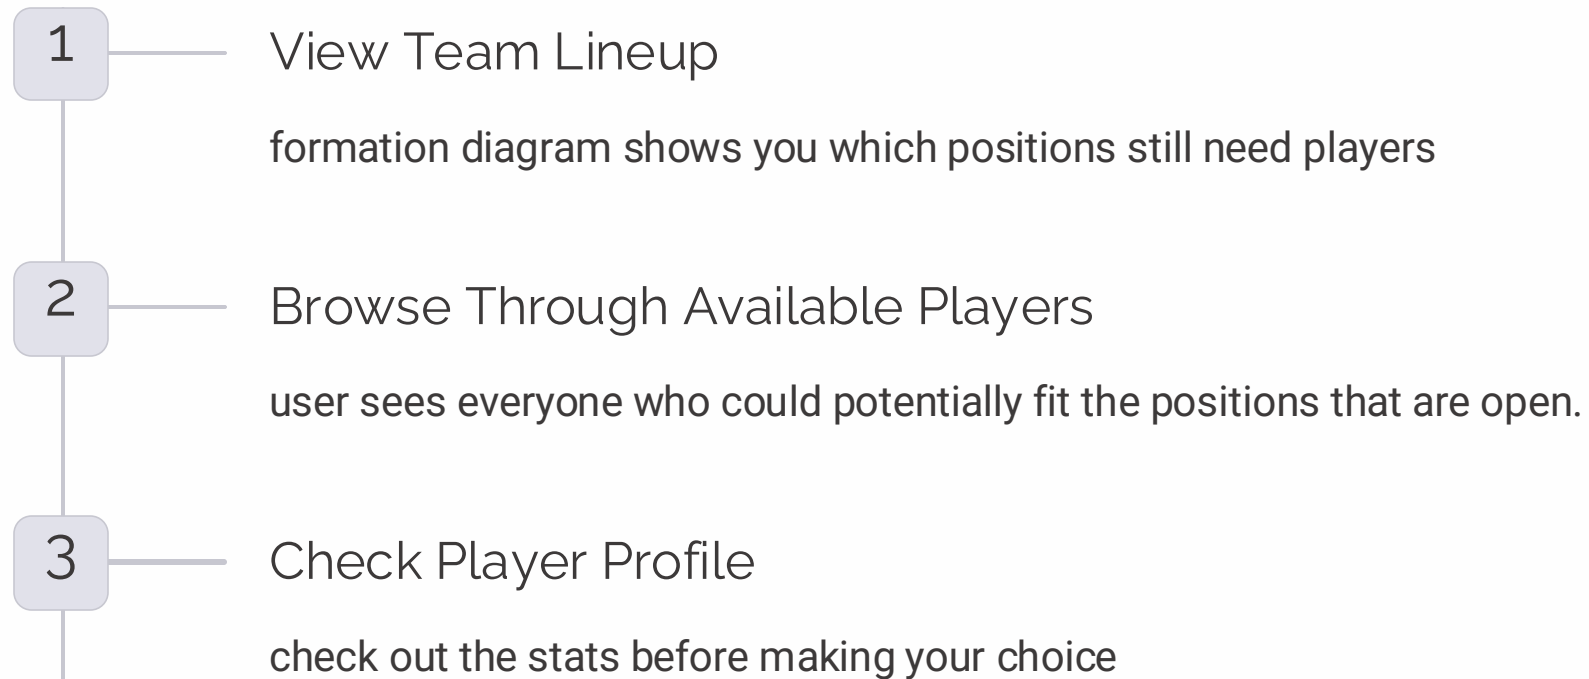 1
View Team Lineup
formation diagram shows you which positions still need players
2
Browse Through Available Players
user sees everyone who could potentially fit the positions that are open.
3
Check Player Profile
check out the stats before making your choice